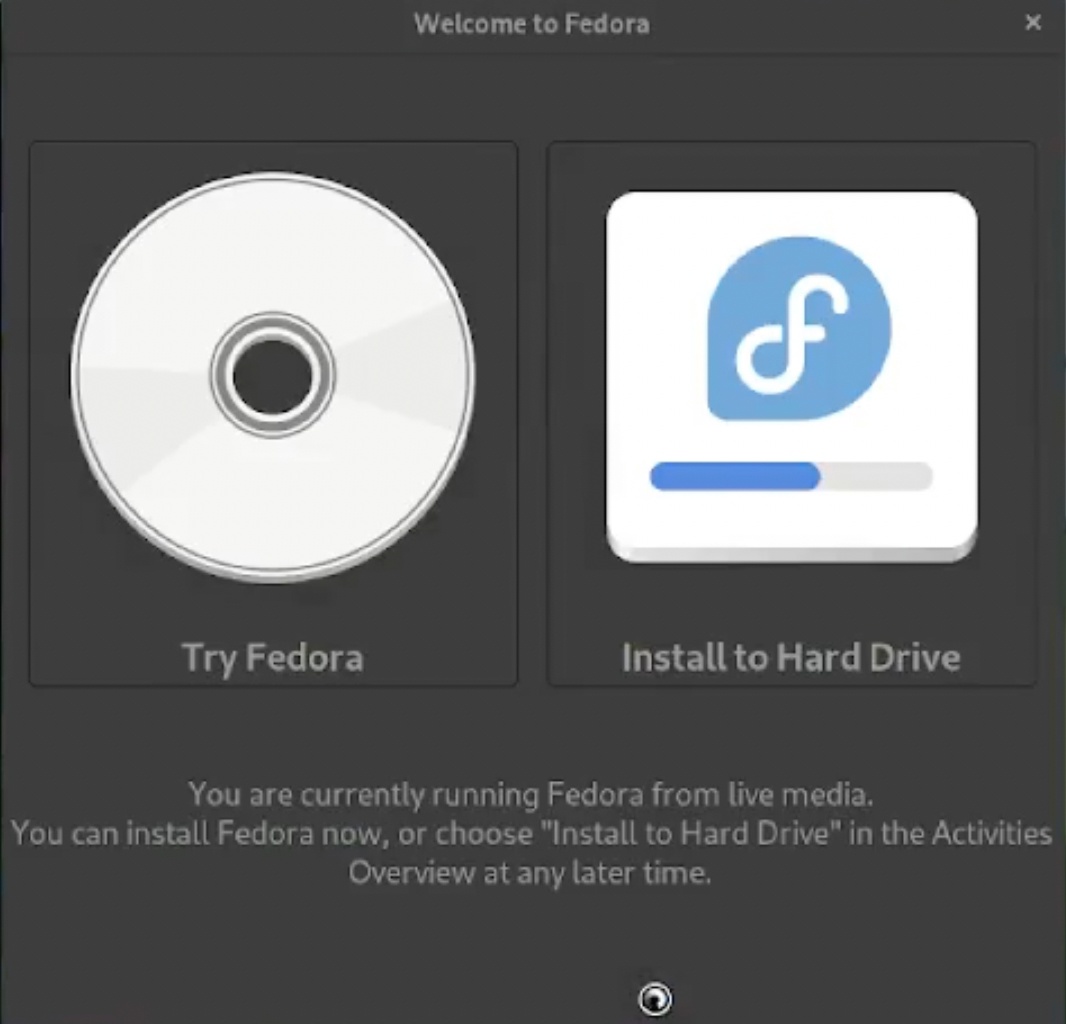 Welcome to Fedora
Try Fedora
Install to Hard Drive
You are currently running Fedora from live media.
You can install Fedora now, or choose "Install to Hard Drive" in the Activities
Overview at any later time.